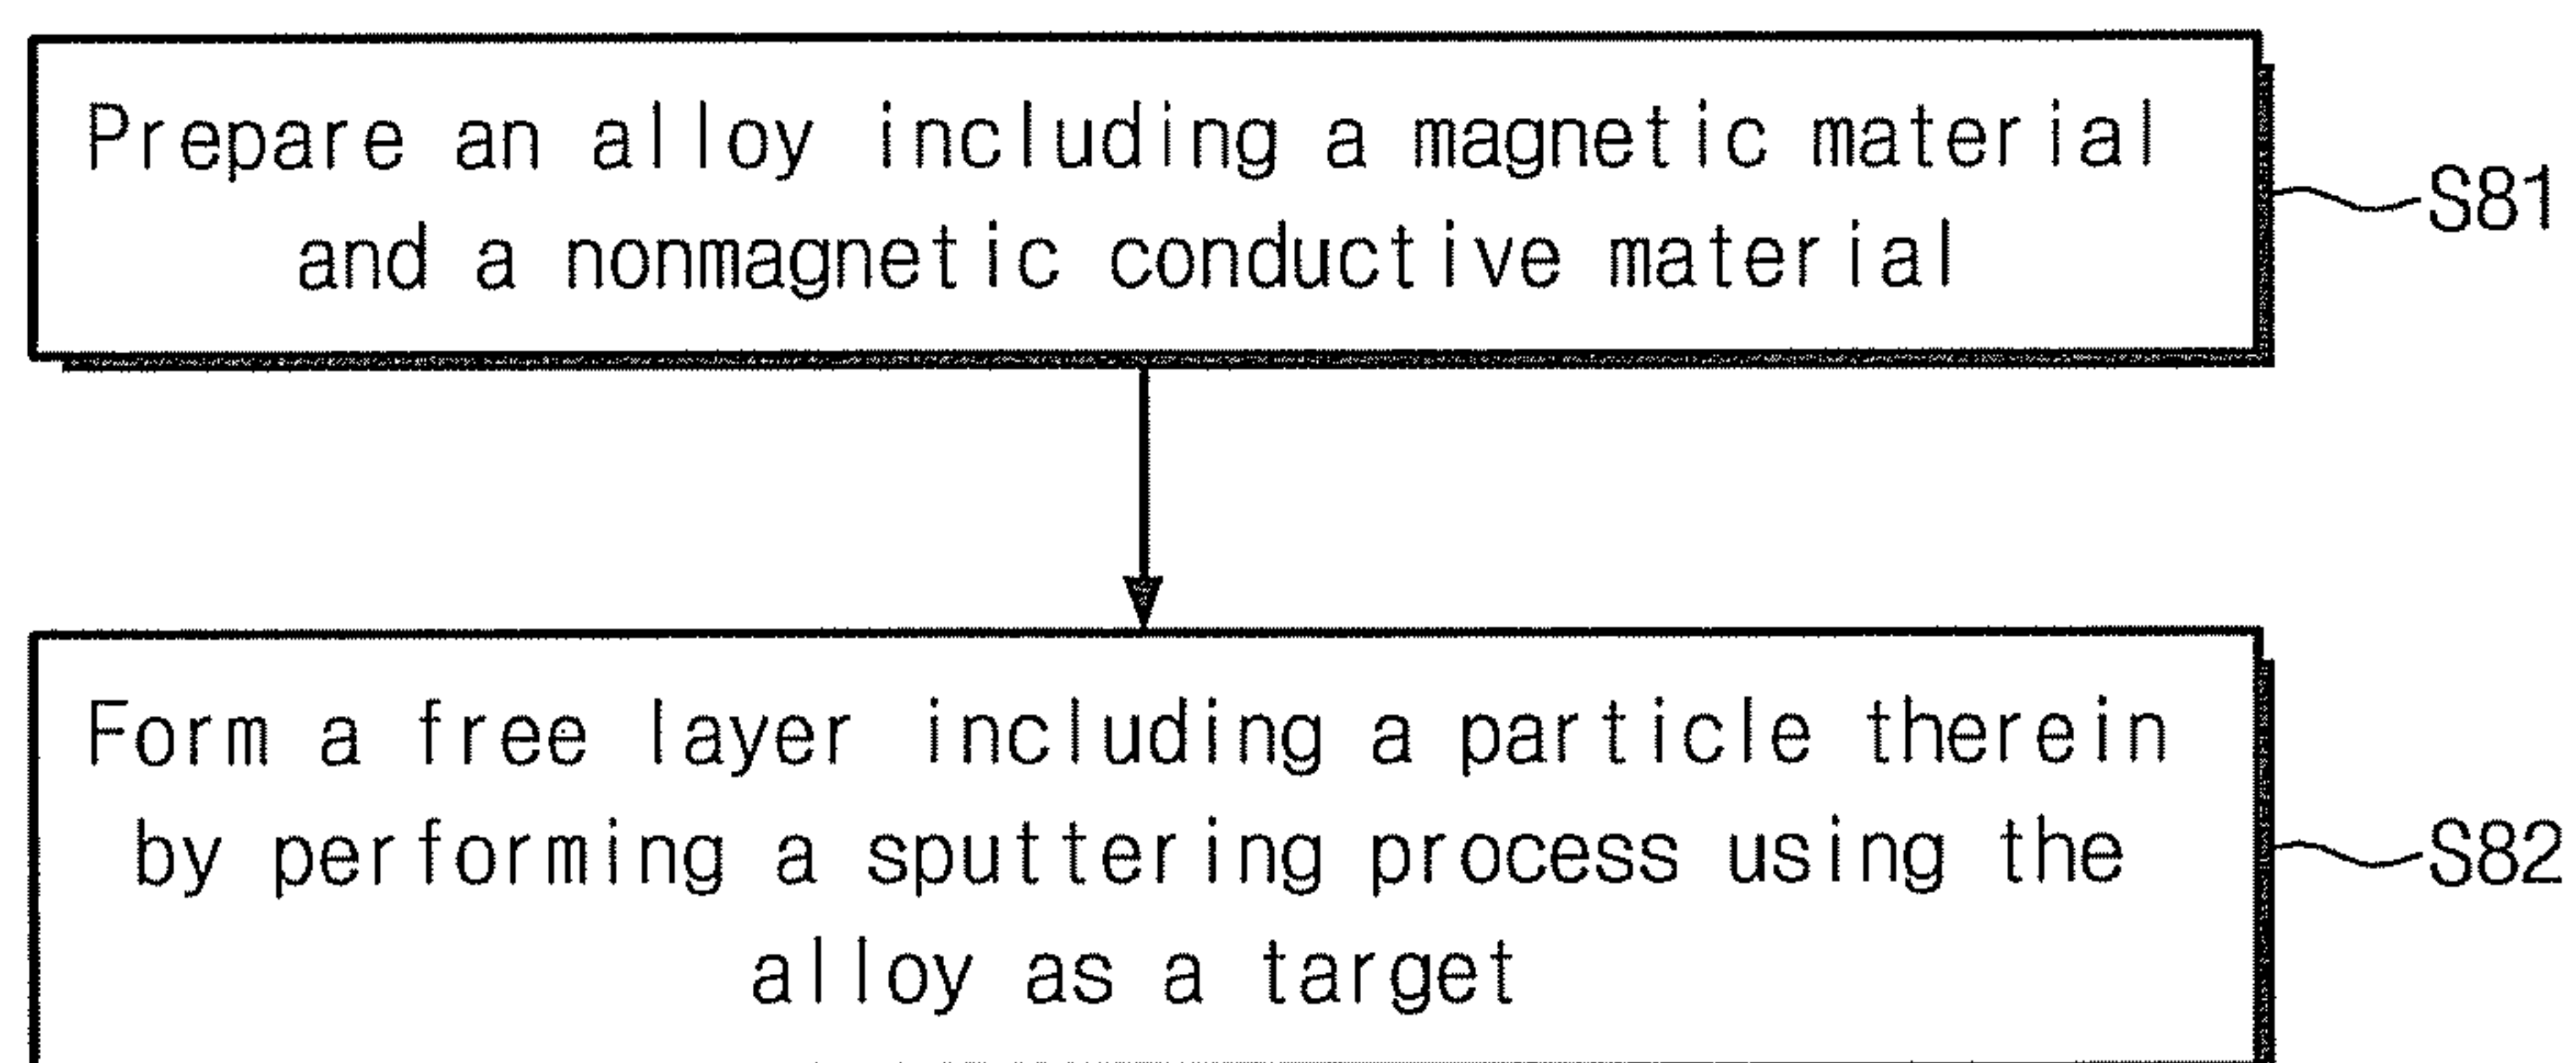 Prepare an alloy including a magnetic material
and a nonmagnetic conductive material
S81
Form a free layer including a particle therein
by performing a sputtering process using the
alloy as a target
S82